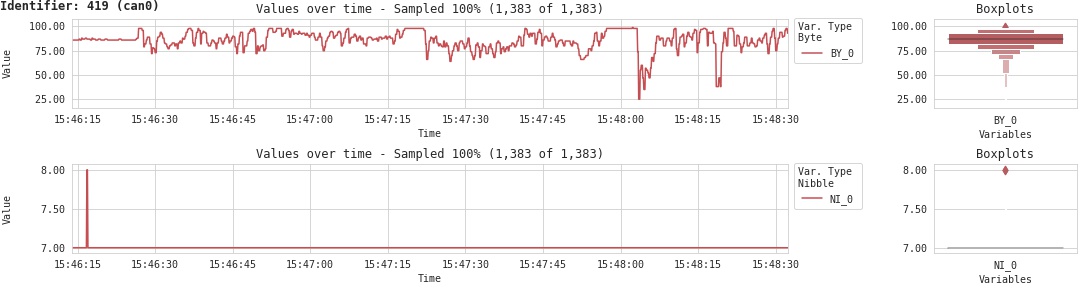 Identifier: 419 (can0)
Values over time - Sampled 100% (1,383 of 1,383)
Boxplots
Value
100.00
75.00
50.00
25.00
15:46:15 15:46:30 15:46:45 15:47:00 15:47:15 15:47:30 15:47:45 15:48:00 15:48:15 15:48:30
Time
Var. Type
Byte
BY_0
100.00
75.00
50.00
25.00
BY_0
Variables
Values over time - Sampled 100% (1,383 of 1,383)
Boxplots
Value
8.00
7.50
7.00
15:46:15 15:46:30 15:46:45 15:47:00 15:47:15 15:47:30 15:47:45 15:48:00 15:48:15 15:48:30
Time
Var. Type
Nibble
NI_0
8.00
7.50
7.00
NI_0
Variables